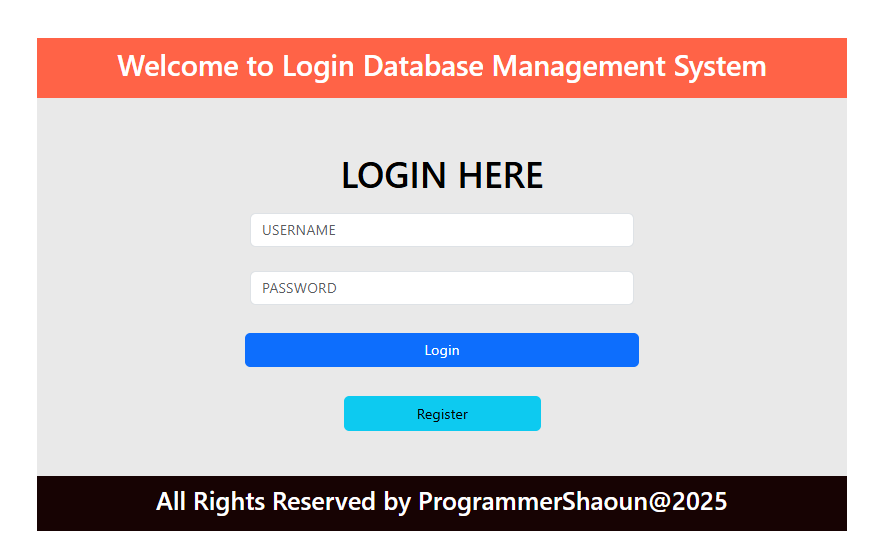 Welcome to Login Database Management System
LOGIN HERE
USERNAME
PASSWORD
Login
Register
All Rights Reserved by ProgrammerShaoun@2025